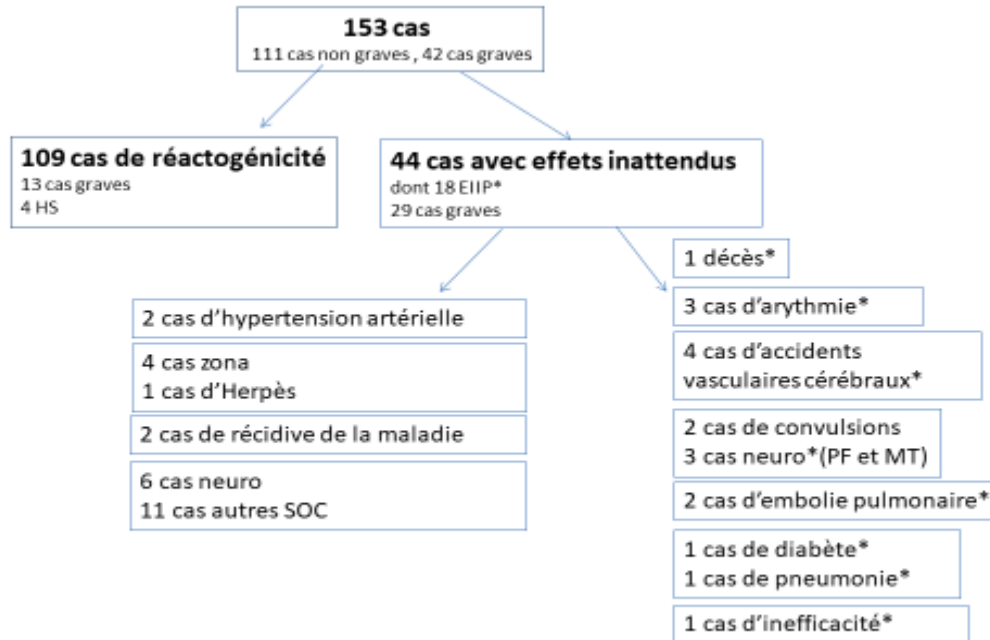 153 cas
111 cas non graves , 42 cas graves
109 cas de réactogénicité
13 cas graves
4 HS
44 cas avec effets inattendus
dont 18 EIIP*
29 cas graves
2 cas d'hypertension artérielle
4 cas zona
1 cas d'Herpès
2 cas de récidive de la maladie
6 cas neuro
11 cas autres SOC
1 décès*
3 cas d'arythmie*
4 cas d'accidents
vasculaires cérébraux*
2 cas de convulsions
3 cas neuro*(PF et MT)
2 cas d'embolie pulmonaire*
1 cas de diabète*
1 cas de pneumonie*
1 cas d'inefficacité*